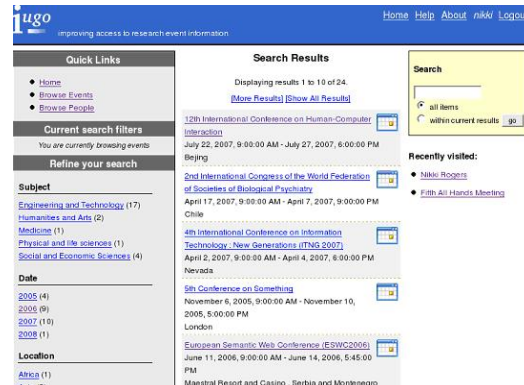 iugo
improving access to research event information
Home Help About nikki Logout
Quick Links
Home
Browse Events
Browse People
Current search filters
You are currently browsing events
Refine your search
Subject
Engineering and Technology (17)
Humanities and Arts (2)
Medicine (1)
Physical and life sciences (1)
Social and Economic Sciences (4)
Date
2005 (4)
2006 (9)
2007 (10)
2008 (1)
Location
Africa (1)
Search Results
Displaying results 1 to 10 of 24.
[More Results] [Show All Results]
12th International Conference on Human-Computer
Interaction
July 22, 2007, 9:00:00 AM - July 27, 2007, 6:00:00 PM
Beijing
2nd International Congress of the World Federation
of Societies of Biological Psychiatry
April 17, 2007, 9:00:00 AM - April 7, 2007, 9:00:00 PM
Chile
4th International Conference on Information
Technology : New Generations (ITNG 2007)
April 2, 2007, 9:00:00 AM - April 4, 2007, 6:00:00 PM
Nevada
5th Conference on Something
November 6, 2005, 9:00:00 AM - November 10,
2005, 5:00:00 PM
London
European Semantic Web Conference (ESWC2006)
June 11, 2006, 9:00:00 AM - June 14, 2006, 5:45:00
PM
Maestral Resort and Casino , Serbia and Montenegro
Search
all items
within current results go
Recently visited:
Nikki Rogers
Fifth All Hands Meeting